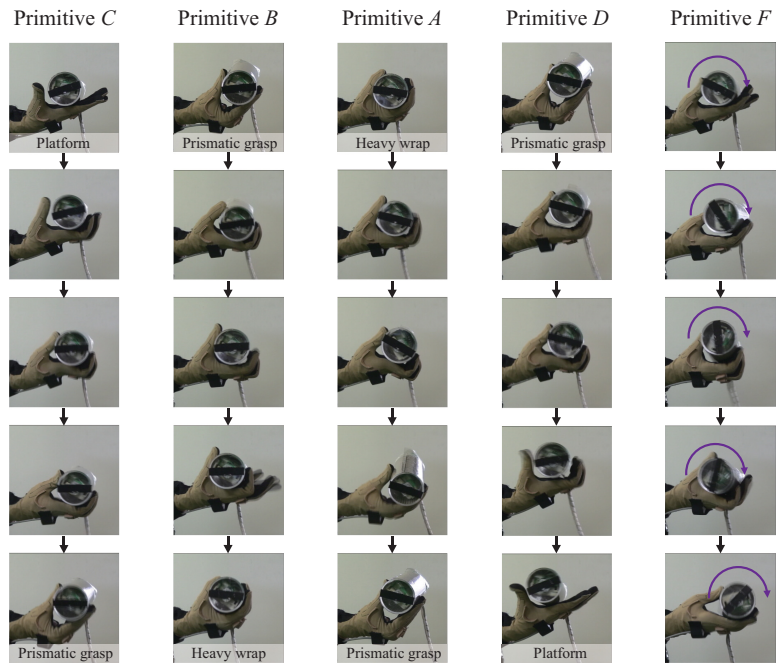 Primitive C Primitive B Primitive A Primitive D Primitive F
Platform Prismatic grasp Heavy wrap Prismatic grasp
Prismatic grasp Heavy wrap Prismatic grasp Platform